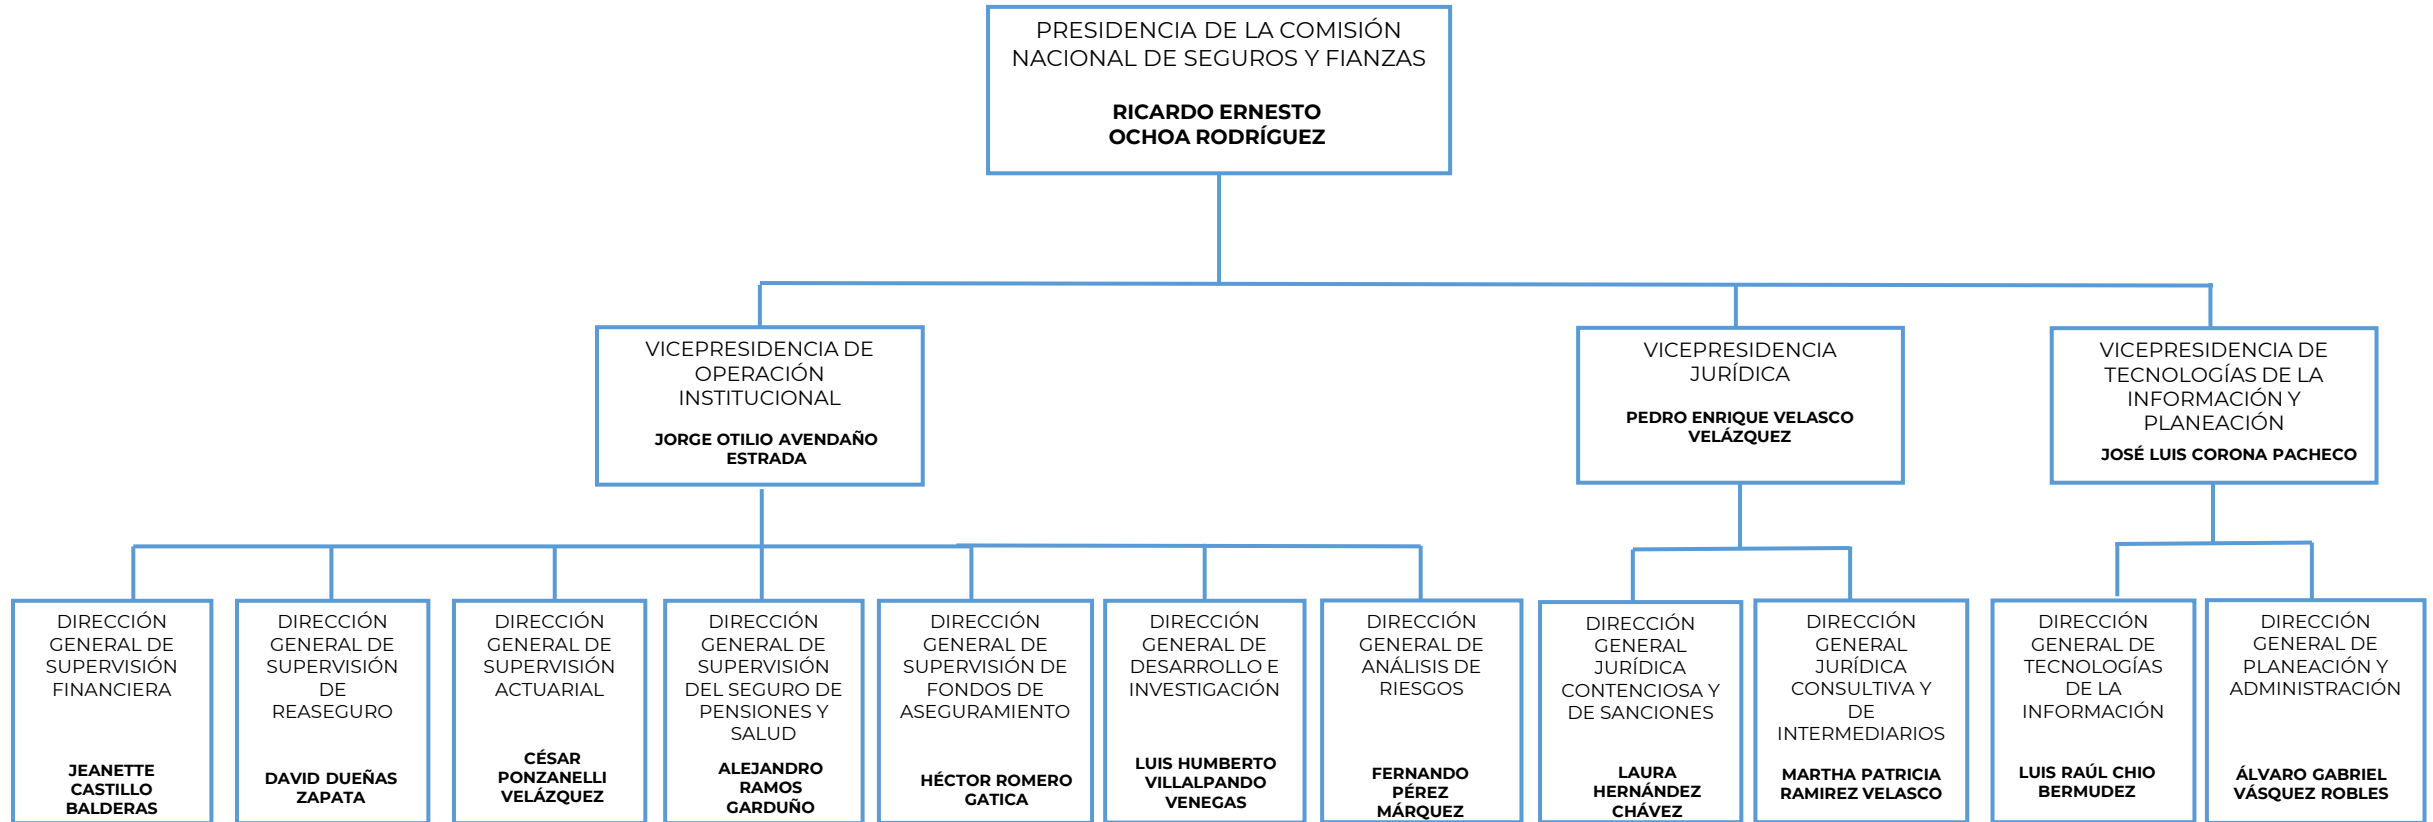 PRESIDENCIA DE LA COMISIÓN
NACIONAL DE SEGUROS Y FIANZAS
RICARDO ERNESTO
OCHOA RODRÍGUEZ
VICEPRESIDENCIA DE
OPERACIÓN
INSTITUCIONAL
JORGE OTILIO AVENDAÑO
ESTRADA
VICEPRESIDENCIA
JURÍDICA
PEDRO ENRIQUE VELASCO
VELÁZQUEZ
VICEPRESIDENCIA DE
TECNOLOGÍAS DE LA
INFORMACIÓN Y
PLANEACIÓN
JOSÉ LUIS CORONA PACHECO
DIRECCIÓN
GENERAL DE
SUPERVISIÓN
FINANCIERA
JEANETTE
CASTILLO
BALDERAS
DIRECCIÓN
GENERAL DE
SUPERVISIÓN
DE
REASEGURO
DAVID DUEÑAS
ZAPATA
DIRECCIÓN
GENERAL DE
SUPERVISIÓN
ACTUARIAL
CÉSAR
PONZANELLI
VELÁZQUEZ
DIRECCIÓN
GENERAL DE
SUPERVISIÓN
DEL SEGURO DE
PENSIONES Y
SALUD
ALEJANDRO
RAMOS
GARDUÑO
DIRECCIÓN
GENERAL DE
SUPERVISIÓN DE
FONDOS DE
ASEGURAMIENTO
HÉCTOR ROMERO
GATICA
DIRECCIÓN
GENERAL DE
DESARROLLO E
INVESTIGACIÓN
LUIS HUMBERTO
VILLALPANDO
VENEGAS
DIRECCIÓN
GENERAL DE
ANÁLISIS DE
RIESGOS
FERNANDO
PÉREZ
MÁRQUEZ
DIRECCIÓN
GENERAL
JURÍDICA
CONTENCIOSA Y
DE SANCIONES
LAURA
HERNÁNDEZ
CHÁVEZ
DIRECCIÓN
GENERAL
JURÍDICA
CONSULTIVA Y
DE
INTERMEDIARIOS
MARTHA PATRICIA
RAMIREZ VELASCO
DIRECCIÓN
GENERAL DE
TECNOLOGÍAS
DE LA
INFORMACIÓN
LUIS RAÚL CHIO
BERMUDEZ
DIRECCIÓN
GENERAL DE
PLANEACIÓN Y
ADMINISTRACIÓN
ÁLVARO GABRIEL
VÁSQUEZ ROBLES